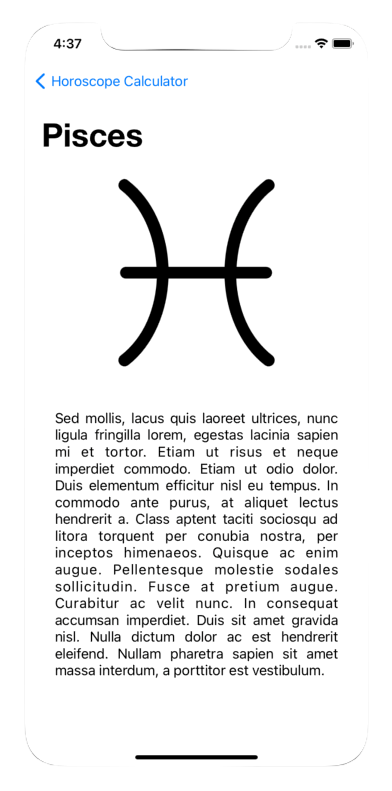 4:37
Horoscope Calculator
Pisces
Sed mollis, lacus quis laoreet ultrices, nunc
ligula fringilla lorem, egestas lacinia sapien
mi et tortor. Etiam ut risus et neque
imperdiet commodo. Etiam ut odio dolor.
Duis elementum efficitur nisl eu tempus. In
commodo ante purus, at aliquet lectus
hendrerit a. Class aptent taciti sociosqu ad
litora torquent per conubia nostra, per
inceptos himenaeos. Quisque ac enim
augue. Pellentesque molestie sodales
sollicitudin. Fusce at pretium augue.
Curabitur ac velit nunc. In consequat
accumsan imperdiet. Duis sit amet gravida
nisl. Nulla dictum dolor ac est hendrerit
eleifend. Nullam pharetra sapien sit amet
massa interdum, a porttitor est vestibulum.